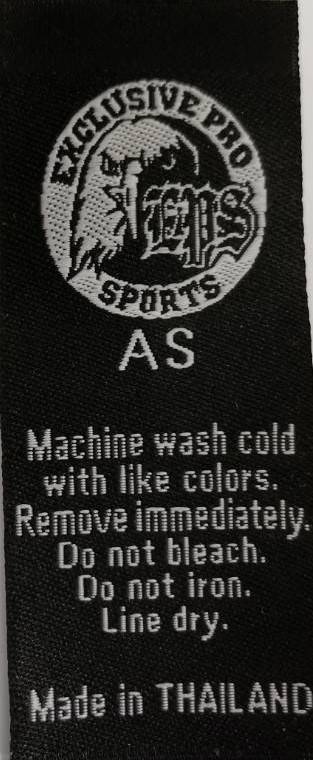 EXCLUSIVE PRO
EPS
SPORTS
AS
Machine wash cold
with like colors.
Remove immediately.
Do not bleach.
Do not iron.
Line dry.
Made in THAILAND